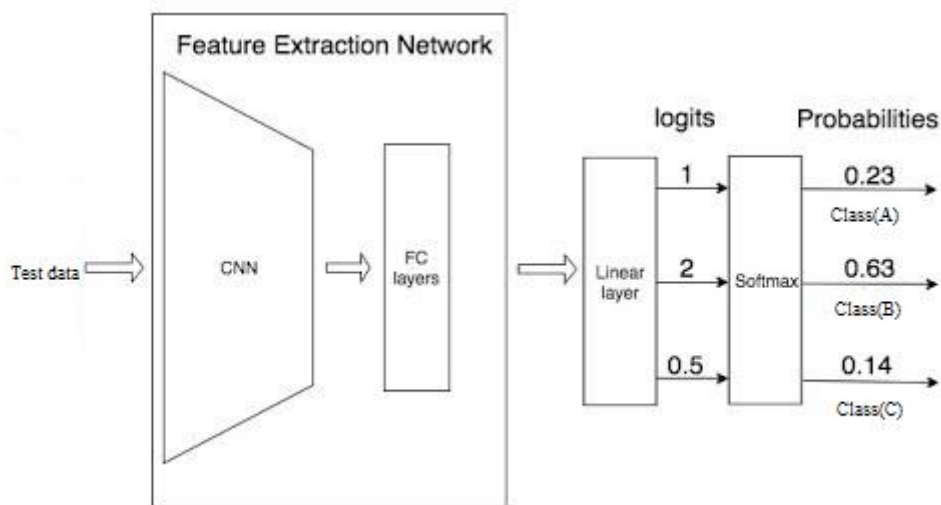 Feature Extraction Network
logits
Probabilities
1
0.23
Class(A)
Test data
CNN
FC
layers
Linear
layer
2
Softmax
0.63
Class(B)
0.5
0.14
Class(C)